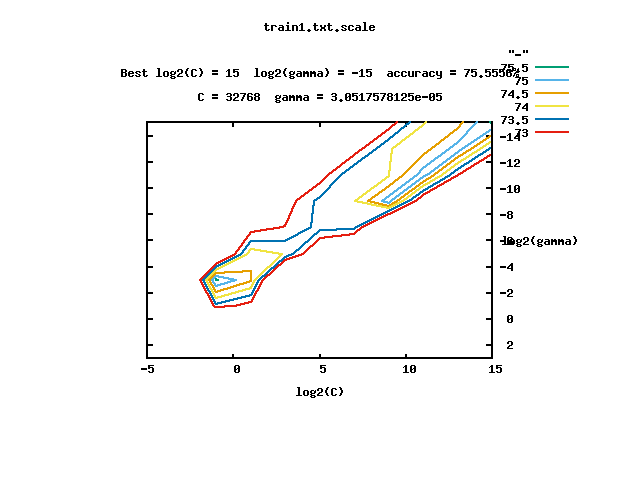 train1.txt.scale
"-"
Best log2(C) = 15 log2(gamma) = -15 accuracy = 75.5556%
75.5
75
C = 32768 gamma = 3.0517578125e-05
74.5
74
73.5
73
-14
-12
-10
-8
-6
log2(gamma)
-4
-2
0
2
-5 0 5 10 15
log2(C)